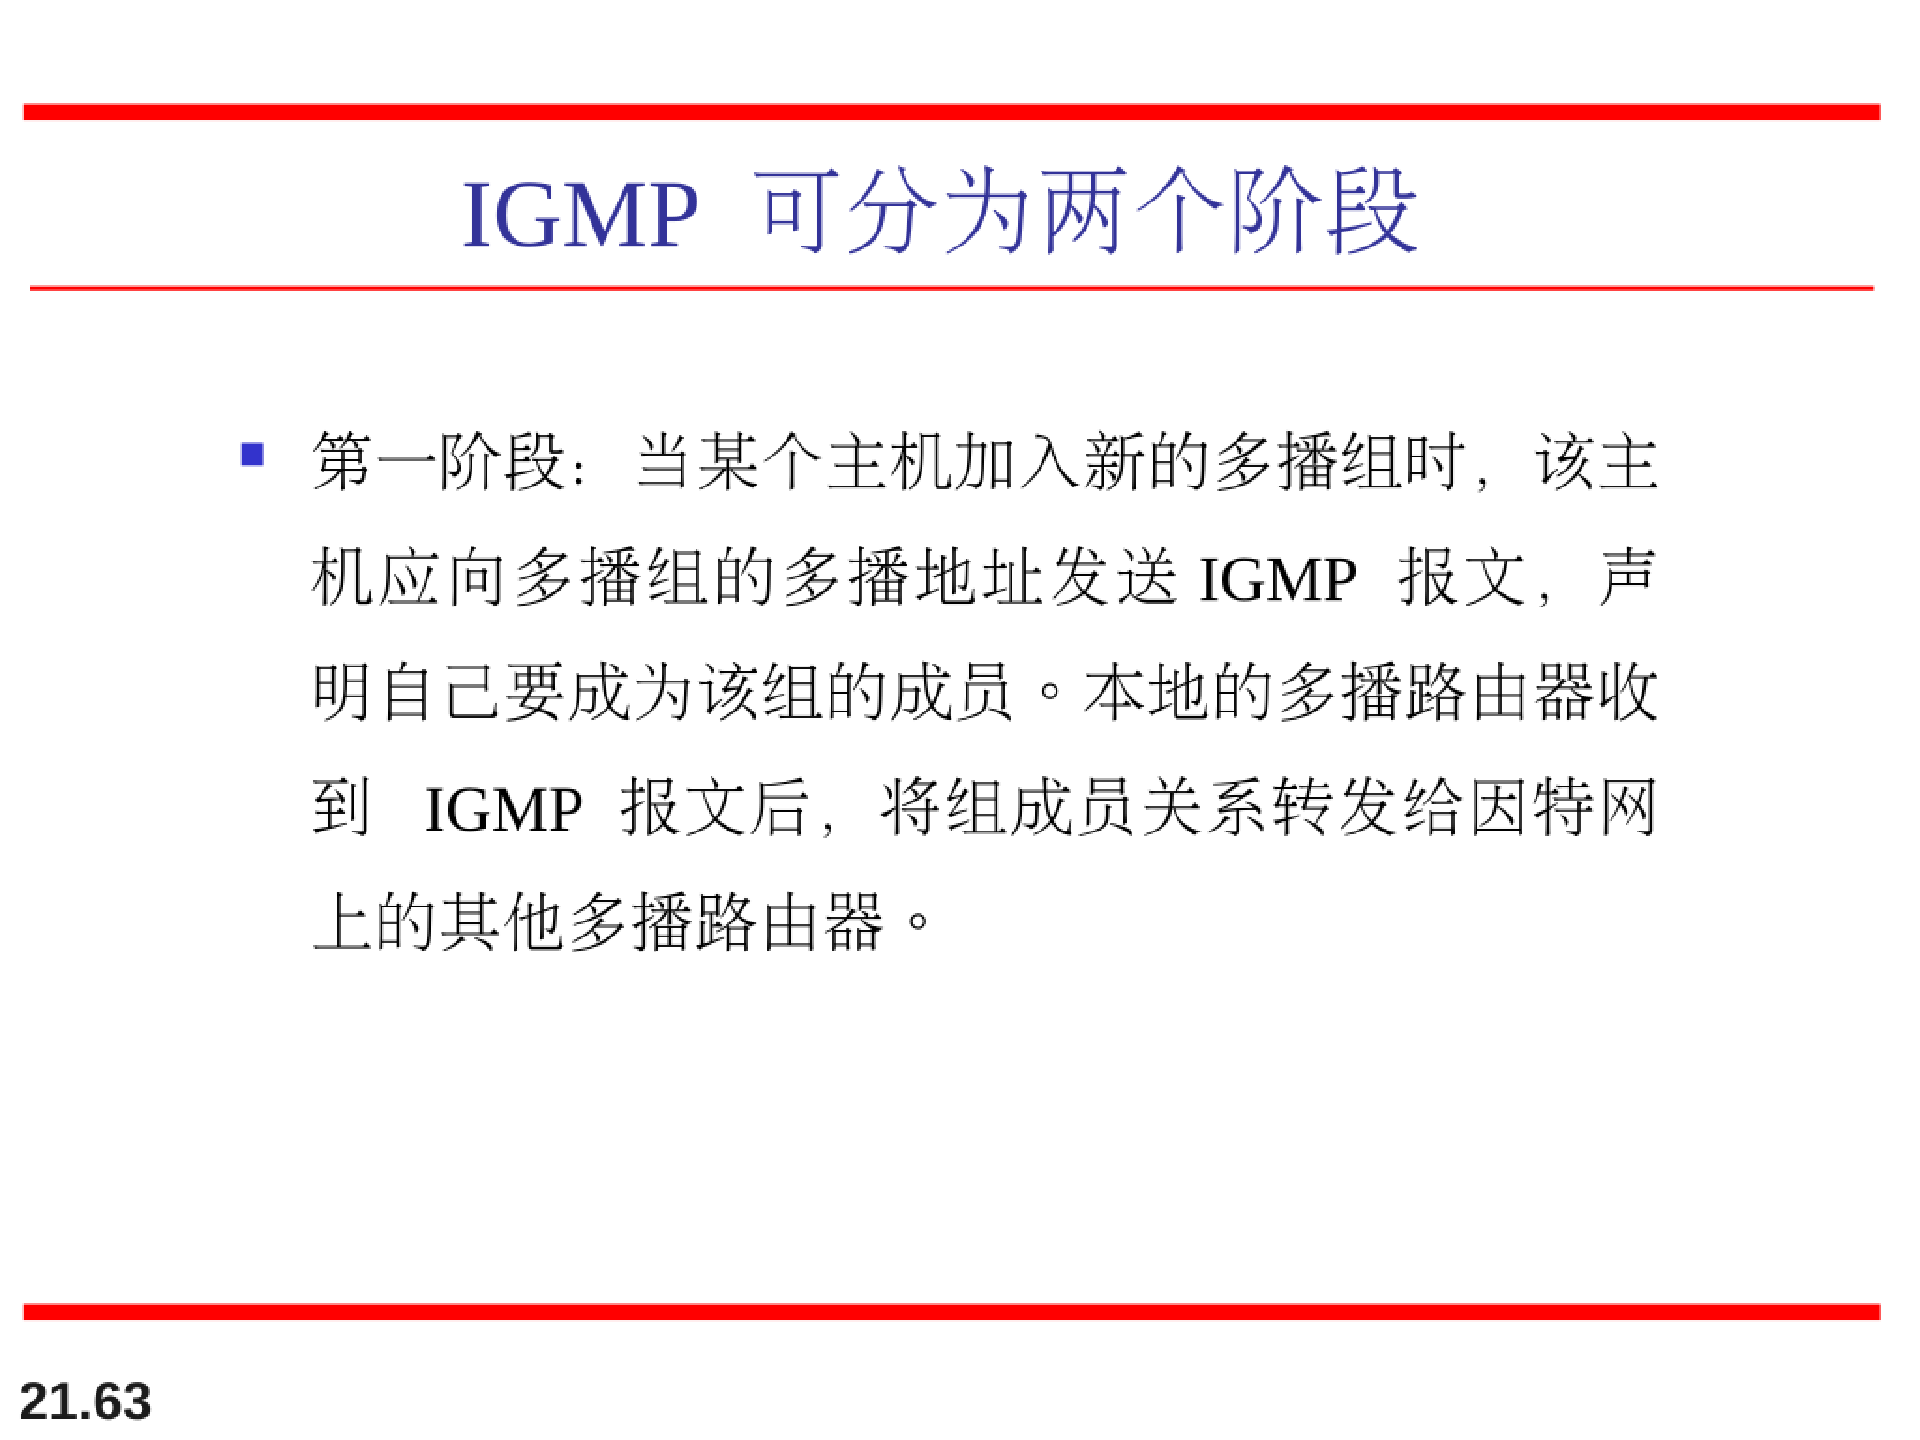 IGMP 可分为两个阶段
第一阶段：当某个主机加入新的多播组时，该主
机应向多播组的多播地址发送 IGMP 报文，声
明自己要成为该组的成员。本地的多播路由器收
到 IGMP 报文后，将组成员关系转发给因特网
上的其他多播路由器。
21.63